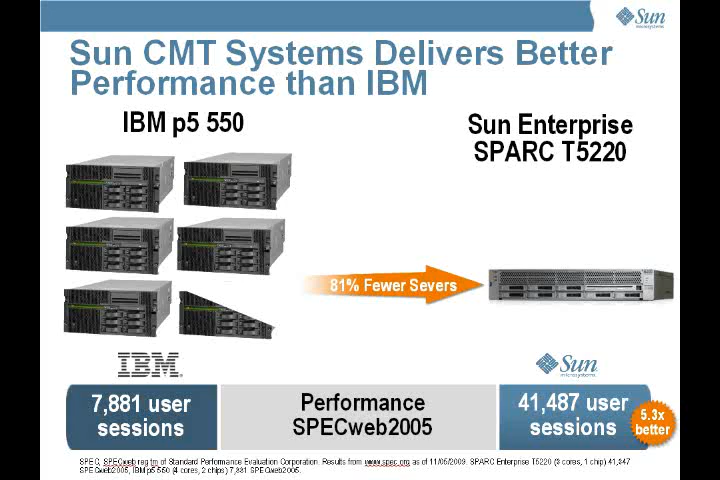 Sun
microsystems
Sun CMT Systems Delivers Better
Performance than IBM
IBM p5 550
Sun Enterprise
SPARC T5220
81% Fewer Severs
IBM.
Sun
microsystems
7,881 user
sessions
Performance
SPECweb2005
41,487 user
sessions
5.3x
better
SPEC, SPECweb reg tm of Standard Performance Evaluation Corporation. Results from www.spec.org as of 11/05/2009. SPARC Enterprise T5220 (8 cores, 1 chip)
SPECweb2005, IBM p5 550 (4 cores, 2 chips) 7,881 SPECweb2005.